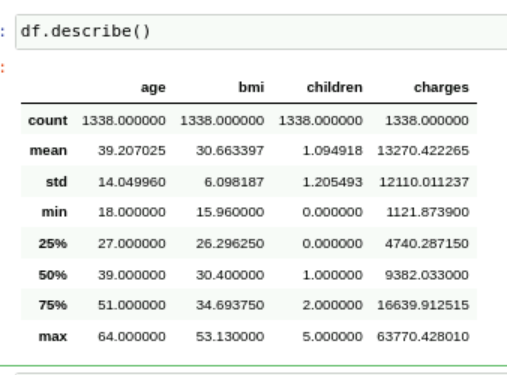 : df.describe()
:
age bmi children charges
count 1338.000000 1338.000000 1338.000000 1338.000000
mean 39.207025 30.663397 1.094918 13270.422265
std 14.049960 6.098187 1.205493 12110.011237
min 18.000000 15.960000 0.000000 1121.873900
25% 27.000000 26.296250 0.000000 4740.287150
50% 39.000000 30.400000 1.000000 9382.033000
75% 51.000000 34.693750 2.000000 16639.912515
max 64.000000 53.130000 5.000000 63770.428010